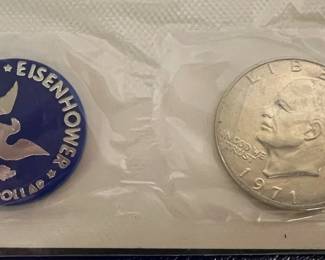 ★ EISENHOWER
DOLLAR
LIBE
IN GOD WE
TRUST
1971